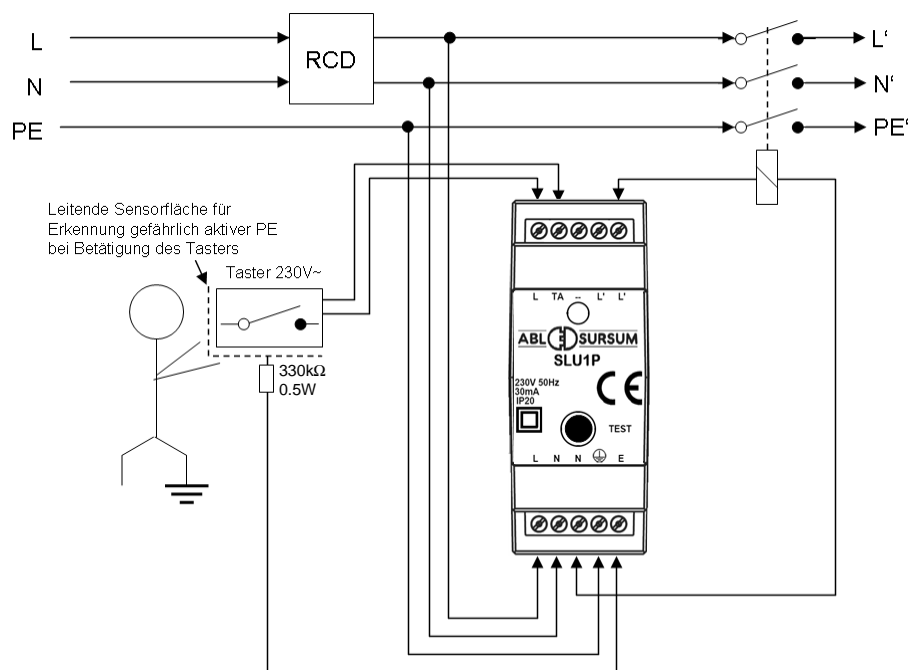 L
RCD
L‘
N
N‘
PE
PE‘
Leitende Sensorfläche für
Erkennung gefährlich aktiver PE
bei Betätigung des Tasters
Taster 230V~
330kΩ
0.5W
L TA -- L' L'
ABL SURSUM
SLU1P
230V 50Hz
30mA
IP20
CE
TEST
L N N E